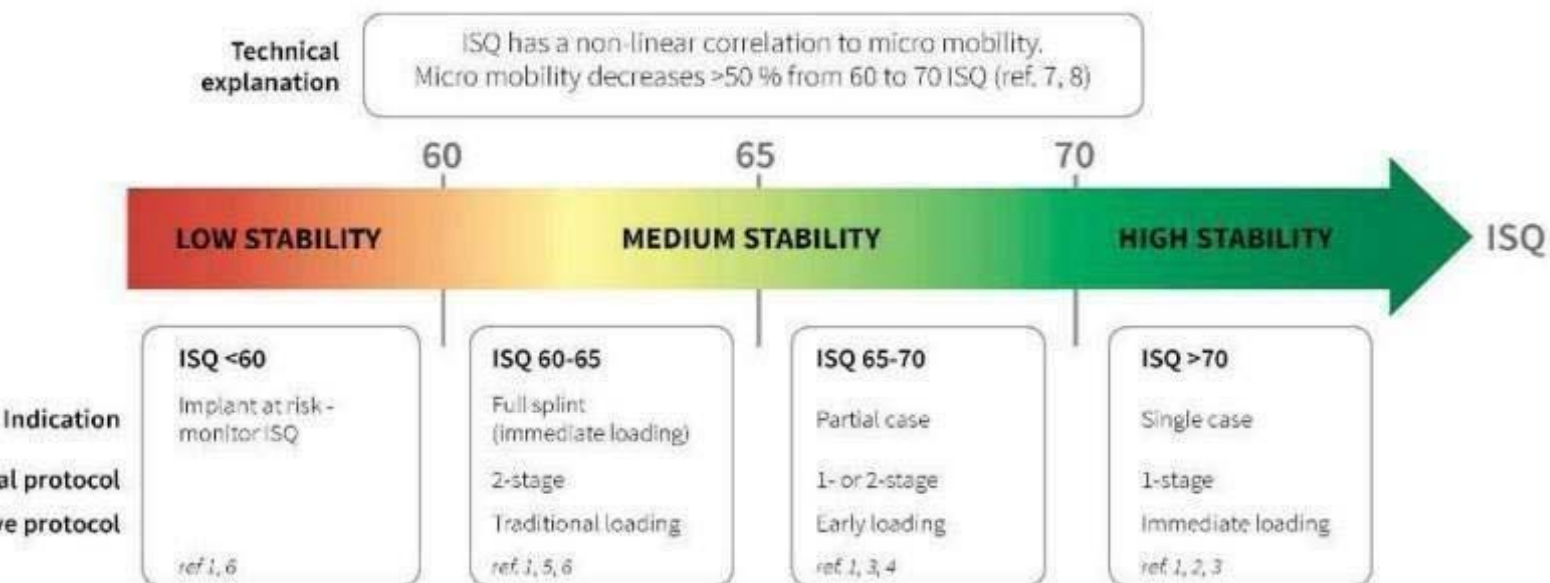 Technical
explanation
ISQ has a non-linear correlation to micro mobility.
Micro mobility decreases >50 % from 60 to 70 ISQ (ref. 7, 8)
60
65
70
LOW STABILITY
MEDIUM STABILITY
HIGH STABILITY
ISQ
ISQ <60
ISQ 60-65
ISQ 65-70
ISQ >70
Indication
Implant at risk -
monitor ISQ
Full splint
(immediate loading)
Partial case
Single case
al protocol
2-stage
1- or 2-stage
1-stage
ve protocol
Traditional loading
Early loading
Immediate loading
ref 1, 6
ref. 1, 5, 6
ref. 1, 3, 4
ref. 1, 2, 3